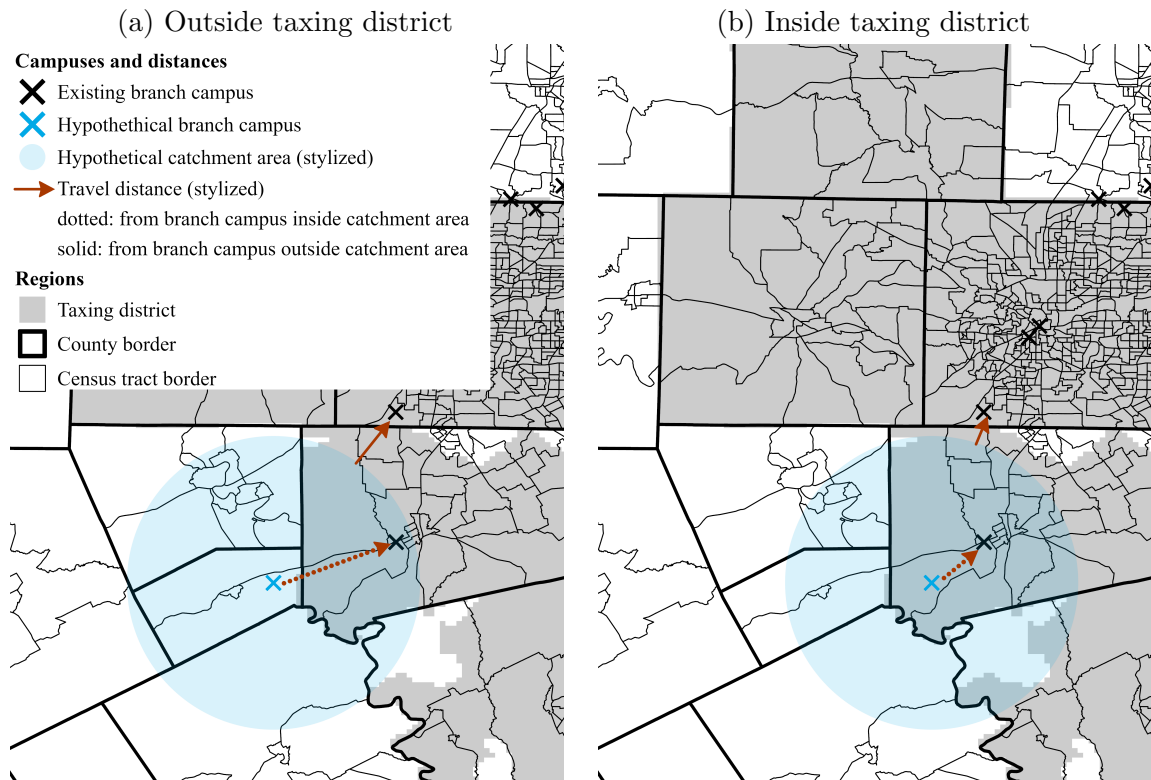 (a) Outside taxing district
(b) Inside taxing district
Campuses and distances
Existing branch campus
Hypothethical branch campus
Hypothetical catchment area (stylized)
Travel distance (stylized)
dotted: from branch campus inside catchment area
solid: from branch campus outside catchment area
Regions
Taxing district
County border
Census tract border